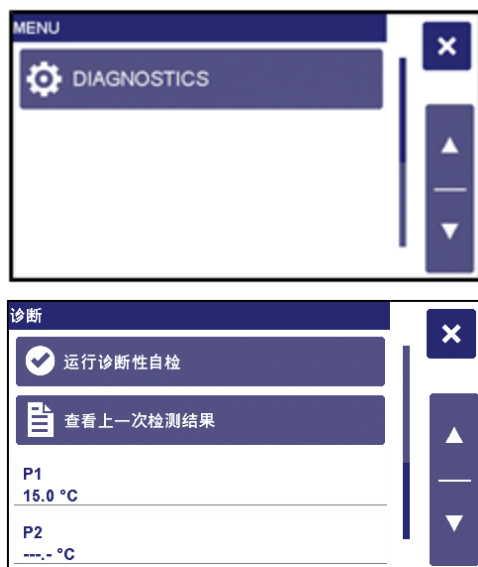 MENU
DIAGNOSTICS
诊断
运行诊断性自检
查看上一次检测结果
P1
15.0 °C
P2
---.- °C